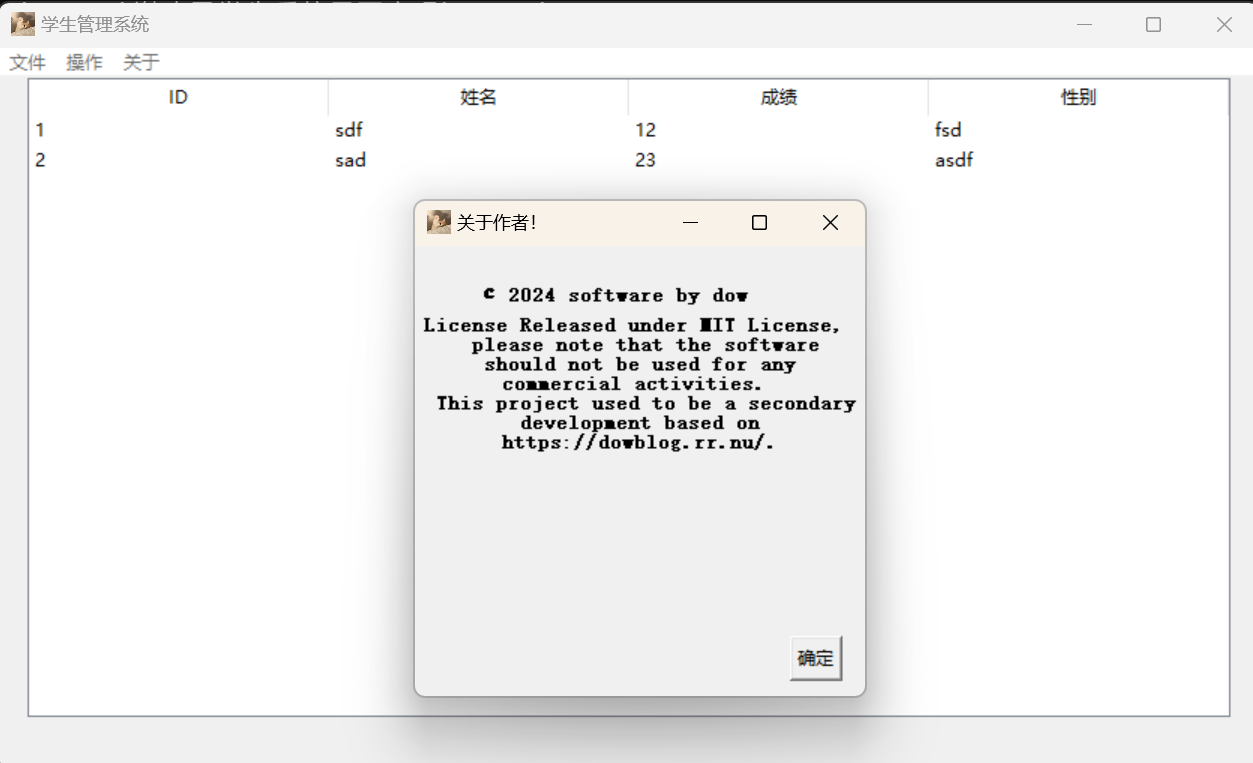 学生管理系统
文件 操作 关于
ID 姓名 成绩 性别
1 sdf 12 fsd
2 sad 23 asdf
关于作者!
c 2024 software by dow
License Released under MIT License,
please note that the software
should not be used for any
commercial activities.
This project used to be a secondary
development based on
https://dowblog.rr.nu/.
确定